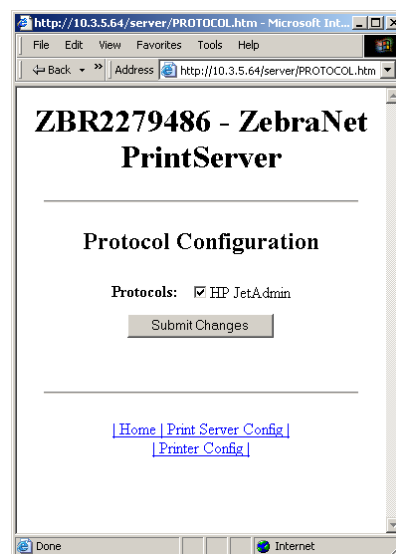 http://10.3.5.64/server/PROTOCOL.htm - Microsoft Int...
File Edit View Favorites Tools Help
Back » Address http://10.3.5.64/server/PROTOCOL.htm
ZBR2279486 - ZebraNet
PrintServer
Protocol Configuration
Protocols: HP JetAdmin
Submit Changes
| Home | Print Server Config |
| Printer Config |
Done Internet